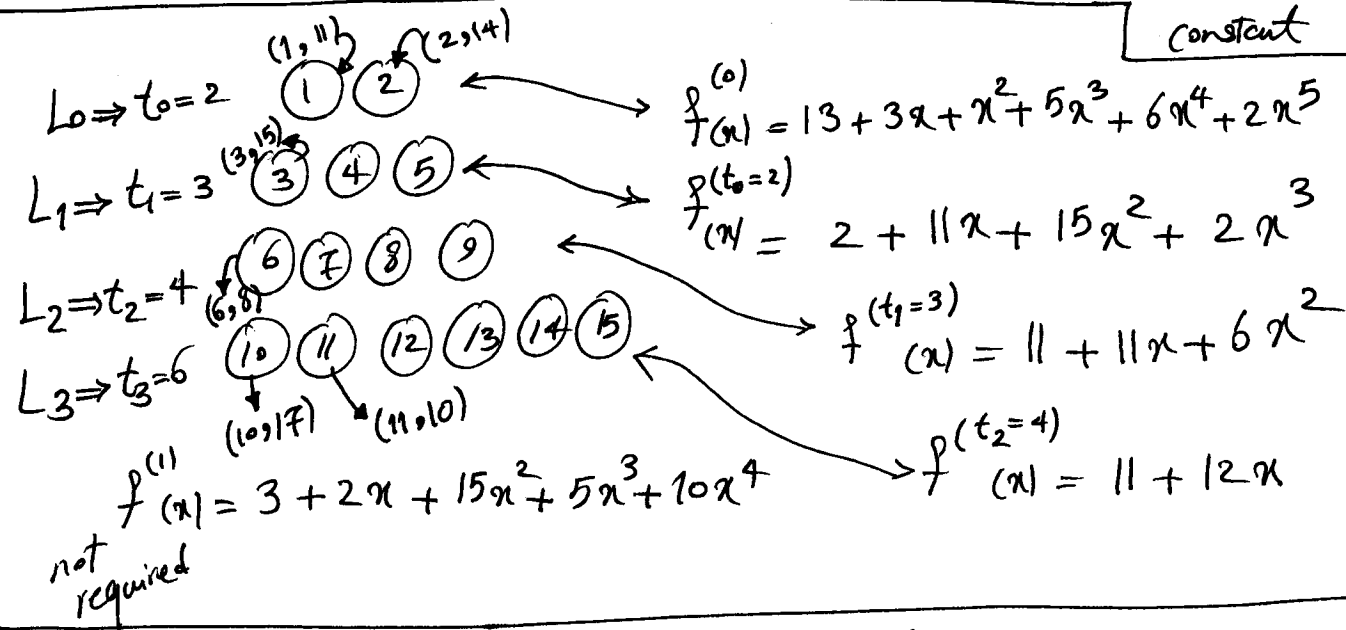 constant
(1, 11) (2, 14)
L₀ ⇒ t₀ = 2 1 2 f⁽⁰⁾(x) = 13 + 3x + x² + 5x³ + 6x⁴ + 2x⁵
(3, 15)
L₁ ⇒ t₁ = 3 3 4 5 f⁽ᵗ₀⁼²⁾(x) = 2 + 11x + 15x² + 2x³
L₂ ⇒ t₂ = 4 6 7 8 9 f⁽ᵗ₁⁼³⁾(x) = 11 + 11x + 6x²
(6, 8)
L₃ ⇒ t₃ = 6 10 11 12 13 14 15 f⁽ᵗ₂⁼⁴⁾(x) = 11 + 12x
(10, 17) (11, 10)
f⁽¹⁾(x) = 3 + 2x + 15x² + 5x³ + 10x⁴
not
required